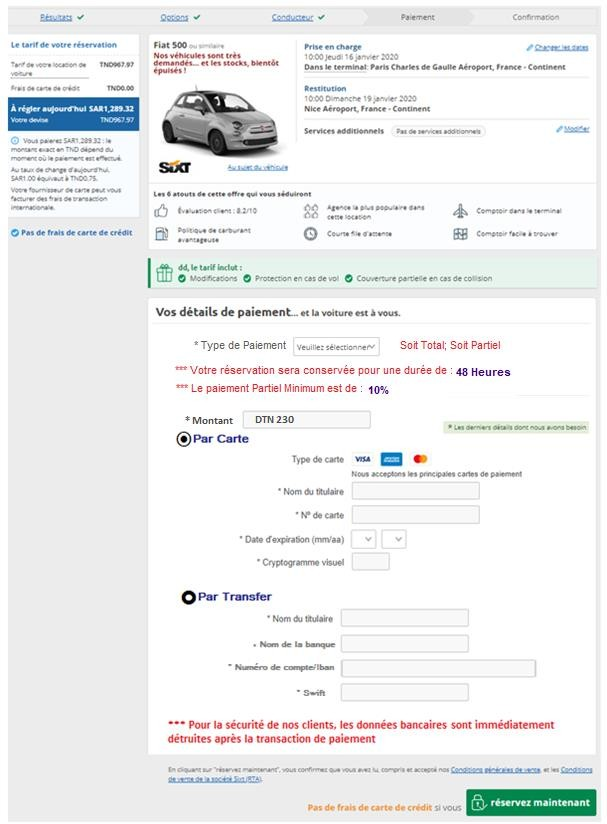 Résultats
Options
Conducteur
Paiement
Confirmation
Le tarif de votre réservation
Tarif de votre location de voiture
TND967.97
Frais de carte de crédit
TND0.00
À régler aujourd'hui SAR1,289.32
Votre devise
TND967.97
Vous paierez SAR1,289.32 : le
montant exact en TND dépend du
moment où le paiement est effectué.
Au taux de change d'aujourd'hui,
SAR1.00 équivaut à TND0,75.
Votre fournisseur de carte peut vous
facturer des frais de transaction
internationale.
Pas de frais de carte de crédit
Fiat 500 ou similaire
Nos véhicules sont très
demandés... et les stocks, bientôt
épuisés !
SiXT
Au sujet du véhicule
Prise en charge
Changer les dates
10:00 Jeudi 16 janvier 2020
Dans le terminal: Paris Charles de Gaulle Aéroport, France - Continent
Restitution
10:00 Dimanche 19 janvier 2020
Nice Aéroport, France - Continent
Services additionnels
Pas de services additionnels
Modifier
Les 6 atouts de cette offre qui vous séduiront
Évaluation client : 8,2/10
Agence la plus populaire dans
cette location
Comptoir dans le terminal
Politique de carburant
avantageuse
Courte file d'attente
Comptoir facile à trouver
dd, le tarif inclut :
Modifications
Protection en cas de vol
Couverture partielle en cas de collision
Vos détails de paiement... et la voiture est à vous.
* Type de Paiement
Veuillez sélectionner
Soit Total; Soit Partiel
*** Votre réservation sera conservée pour une durée de : 48 Heures
*** Le paiement Partiel Minimum est de : 10%
* Montant
DTN 230
* Les derniers détails dont nous avons besoin
Par Carte
Type de carte
VISA
Nous acceptons les principales cartes de paiement
* Nom du titulaire
* Nº de carte
* Date d'expiration (mm/aa)
* Cryptogramme visuel
Par Transfer
* Nom du titulaire
* Nom de la banque
* Numéro de compte/Iban
* Swift
*** Pour la sécurité de nos clients, les données bancaires sont immédiatement
détruites après la transaction de paiement
En cliquant sur "réservez maintenant", vous confirmez que vous avez lu, compris et accepté nos Conditions générales de vente, et les Conditions
de vente de la société Sixt (RTA).
Pas de frais de carte de crédit si vous
réservez maintenant